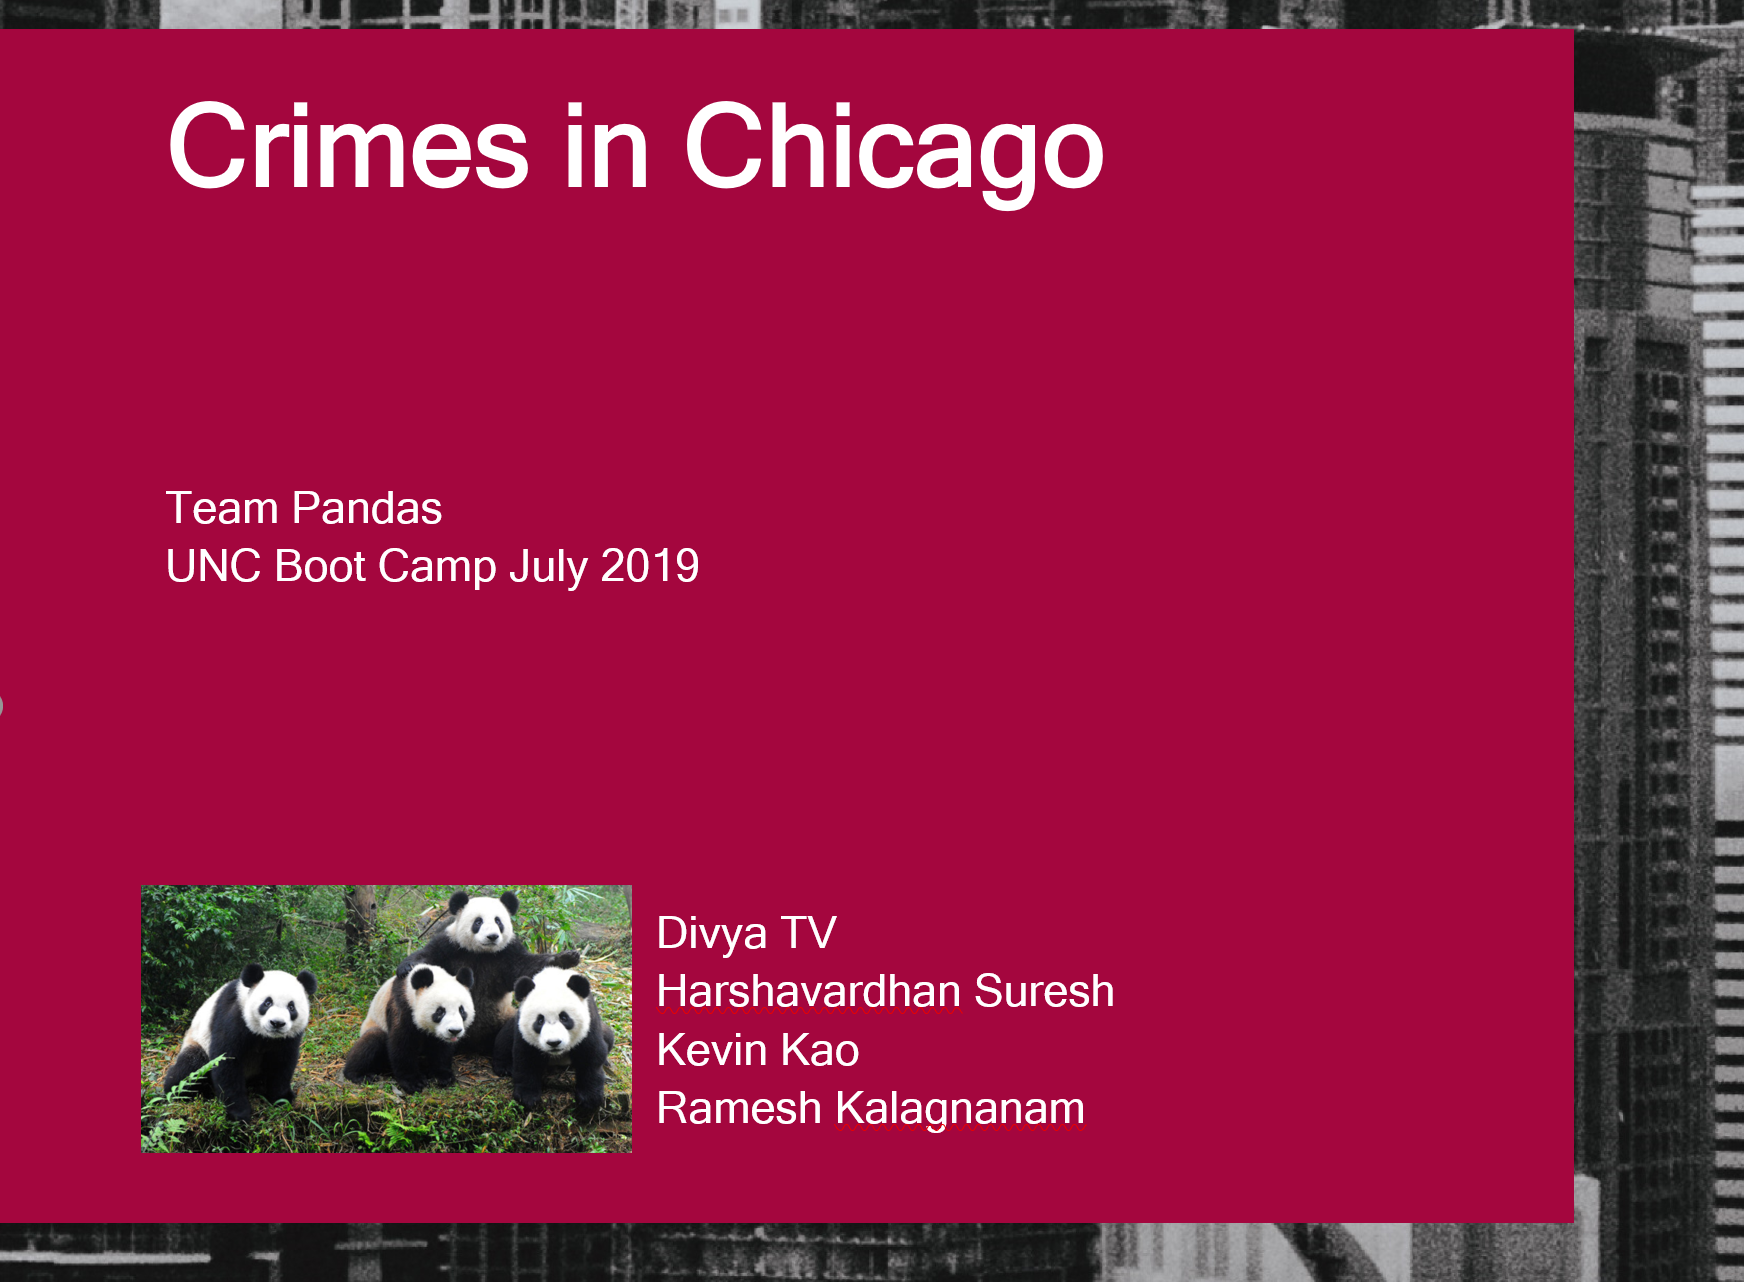 Crimes in Chicago
Team Pandas
UNC Boot Camp July 2019
Divya TV
Harshavardhan Suresh
Kevin Kao
Ramesh Kalagnanam